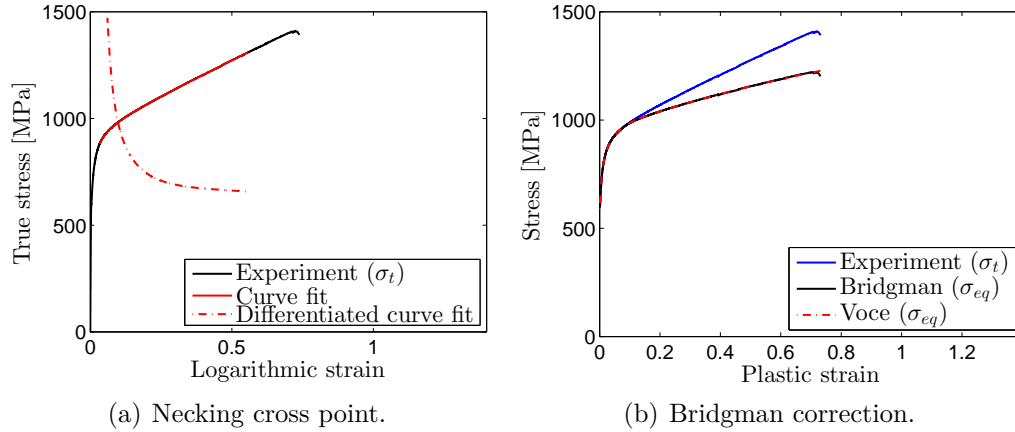 1500
1000
500
0
0
0.5
1
True stress [MPa]
Logarithmic strain
Experiment (σt)
Curve fit
Differentiated curve fit
(a) Necking cross point.
1500
1000
500
0
0
0.2
0.4
0.6
0.8
1
1.2
Stress [MPa]
Plastic strain
Experiment (σt)
Bridgman (σeq)
Voce (σeq)
(b) Bridgman correction.